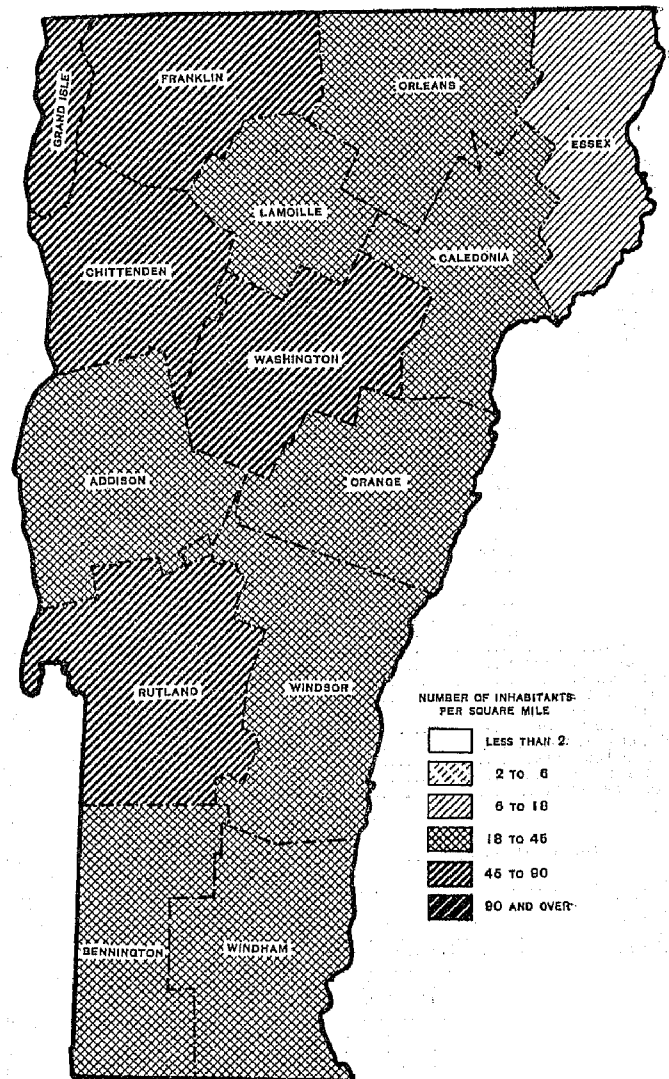 GRAND ISLE
FRANKLIN
ORLEANS
ESSEX
LAMOILLE
CALEDONIA
CHITTENDEN
WASHINGTON
ADDISON
ORANGE
RUTLAND
WINDSOR
NUMBER OF INHABITANTS
PER SQUARE MILE
LESS THAN 2.
2 TO 6
6 TO 18
18 TO 45
45 TO 90
90 AND OVER
BENNINGTON
WINDHAM